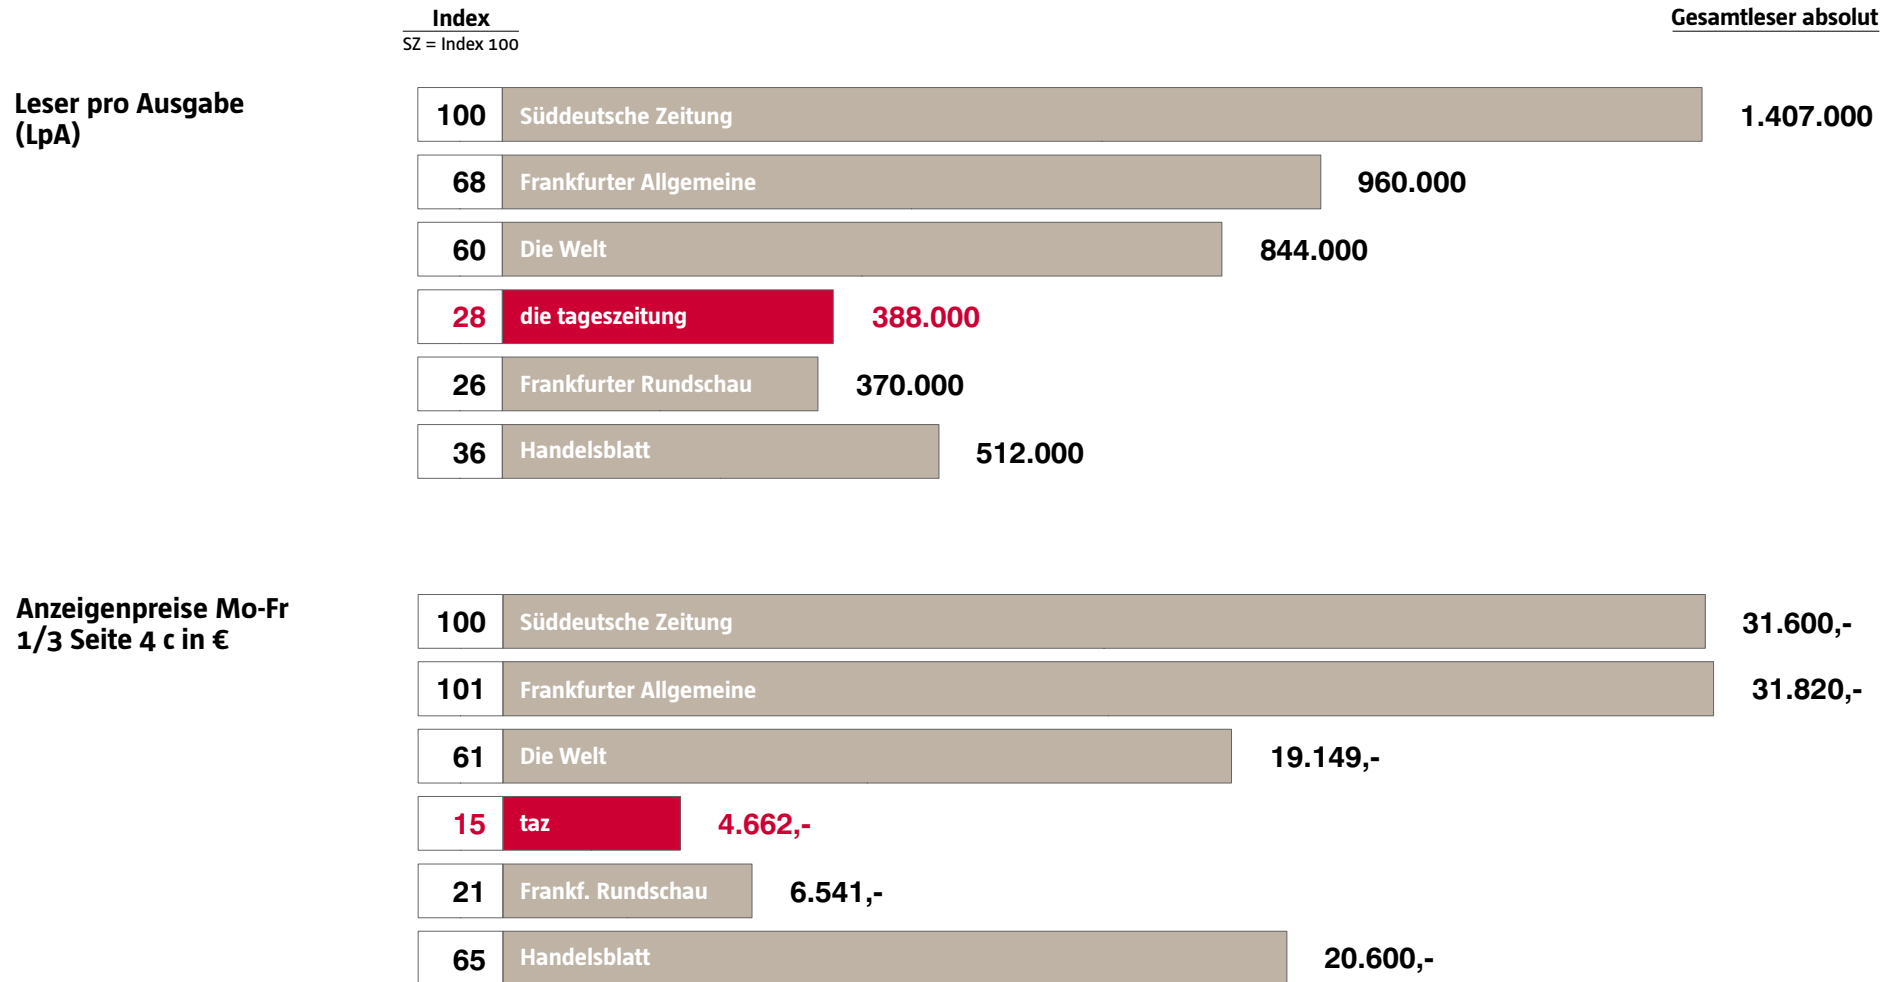 Index
SZ = Index 100
Gesamtleser absolut
Leser pro Ausgabe
(LpA)
100 Süddeutsche Zeitung 1.407.000
68 Frankfurter Allgemeine 960.000
60 Die Welt 844.000
28 die tageszeitung 388.000
26 Frankfurter Rundschau 370.000
36 Handelsblatt 512.000
Anzeigenpreise Mo-Fr
1/3 Seite 4 c in €
100 Süddeutsche Zeitung 31.600,-
101 Frankfurter Allgemeine 31.820,-
61 Die Welt 19.149,-
15 taz 4.662,-
21 Frankf. Rundschau 6.541,-
65 Handelsblatt 20.600,-